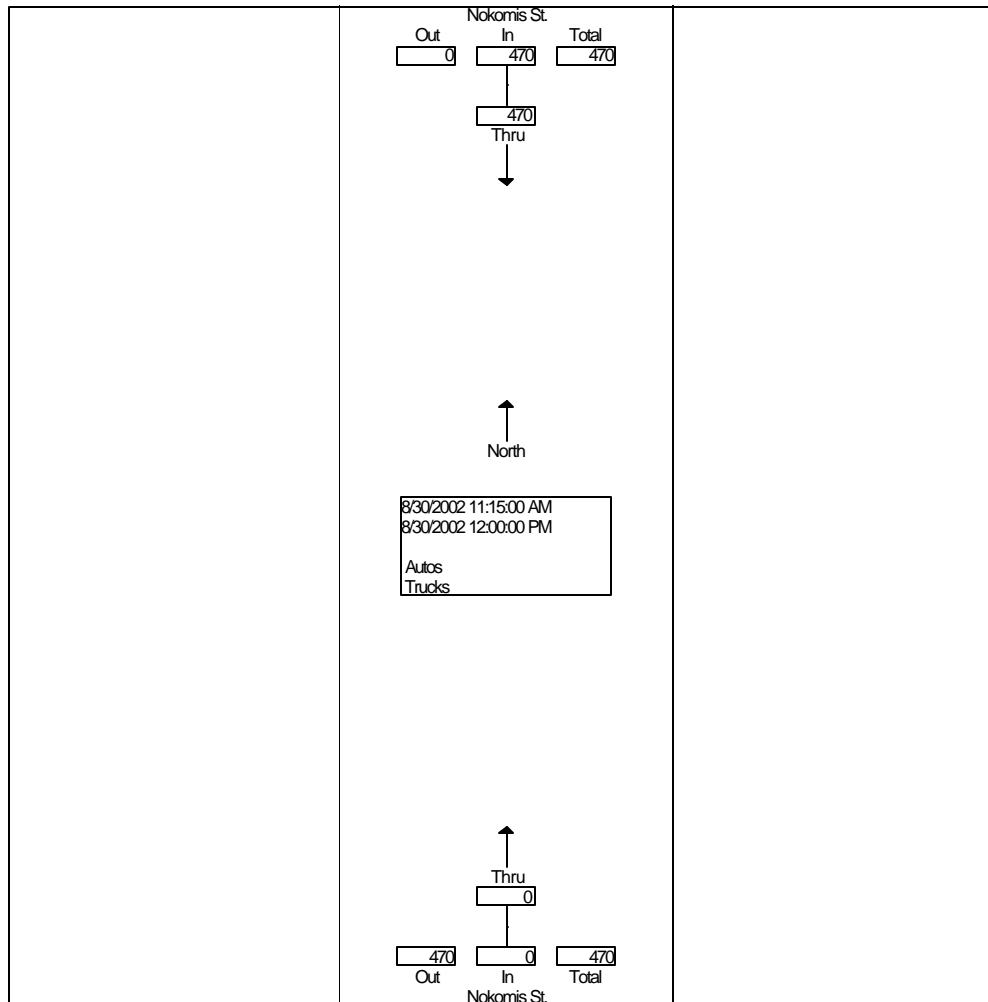 Nokomis St.
Out In Total
0 470 470
470
Thru
North
8/30/2002 11:15:00 AM
8/30/2002 12:00:00 PM
Autos
Trucks
Thru
0
470 0 470
Out In Total
Nokomis St.